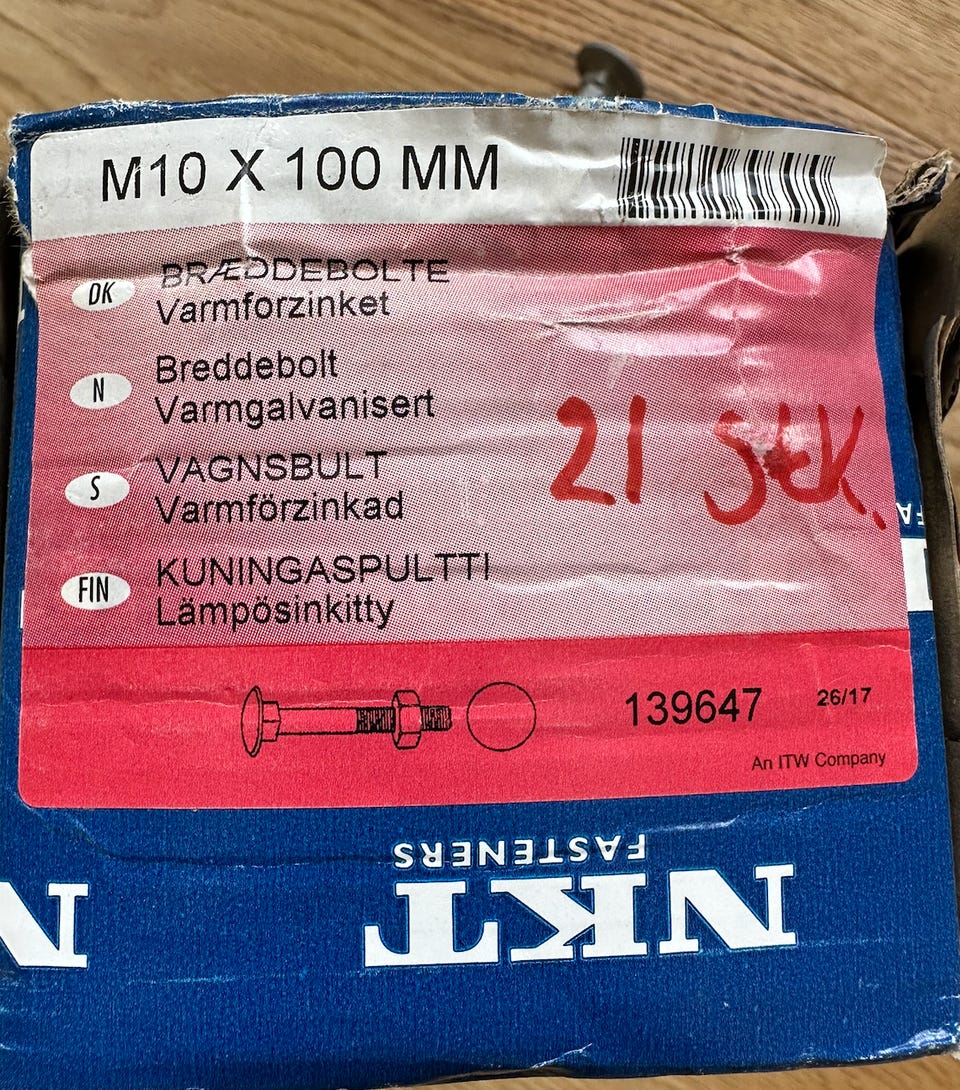 M10 X 100 MM
DK
BRÆDDEBOLTE
Varmforzinket
N
Breddebolt
Varmgalvanisert
21 Stk.
S
VAGNSBULT
Varmförzinkad
FIN
KUNINGASPULTTI
Lämpösinkitty
139647 26/17
An ITW Company
NKT
FASTENERS
N
FA